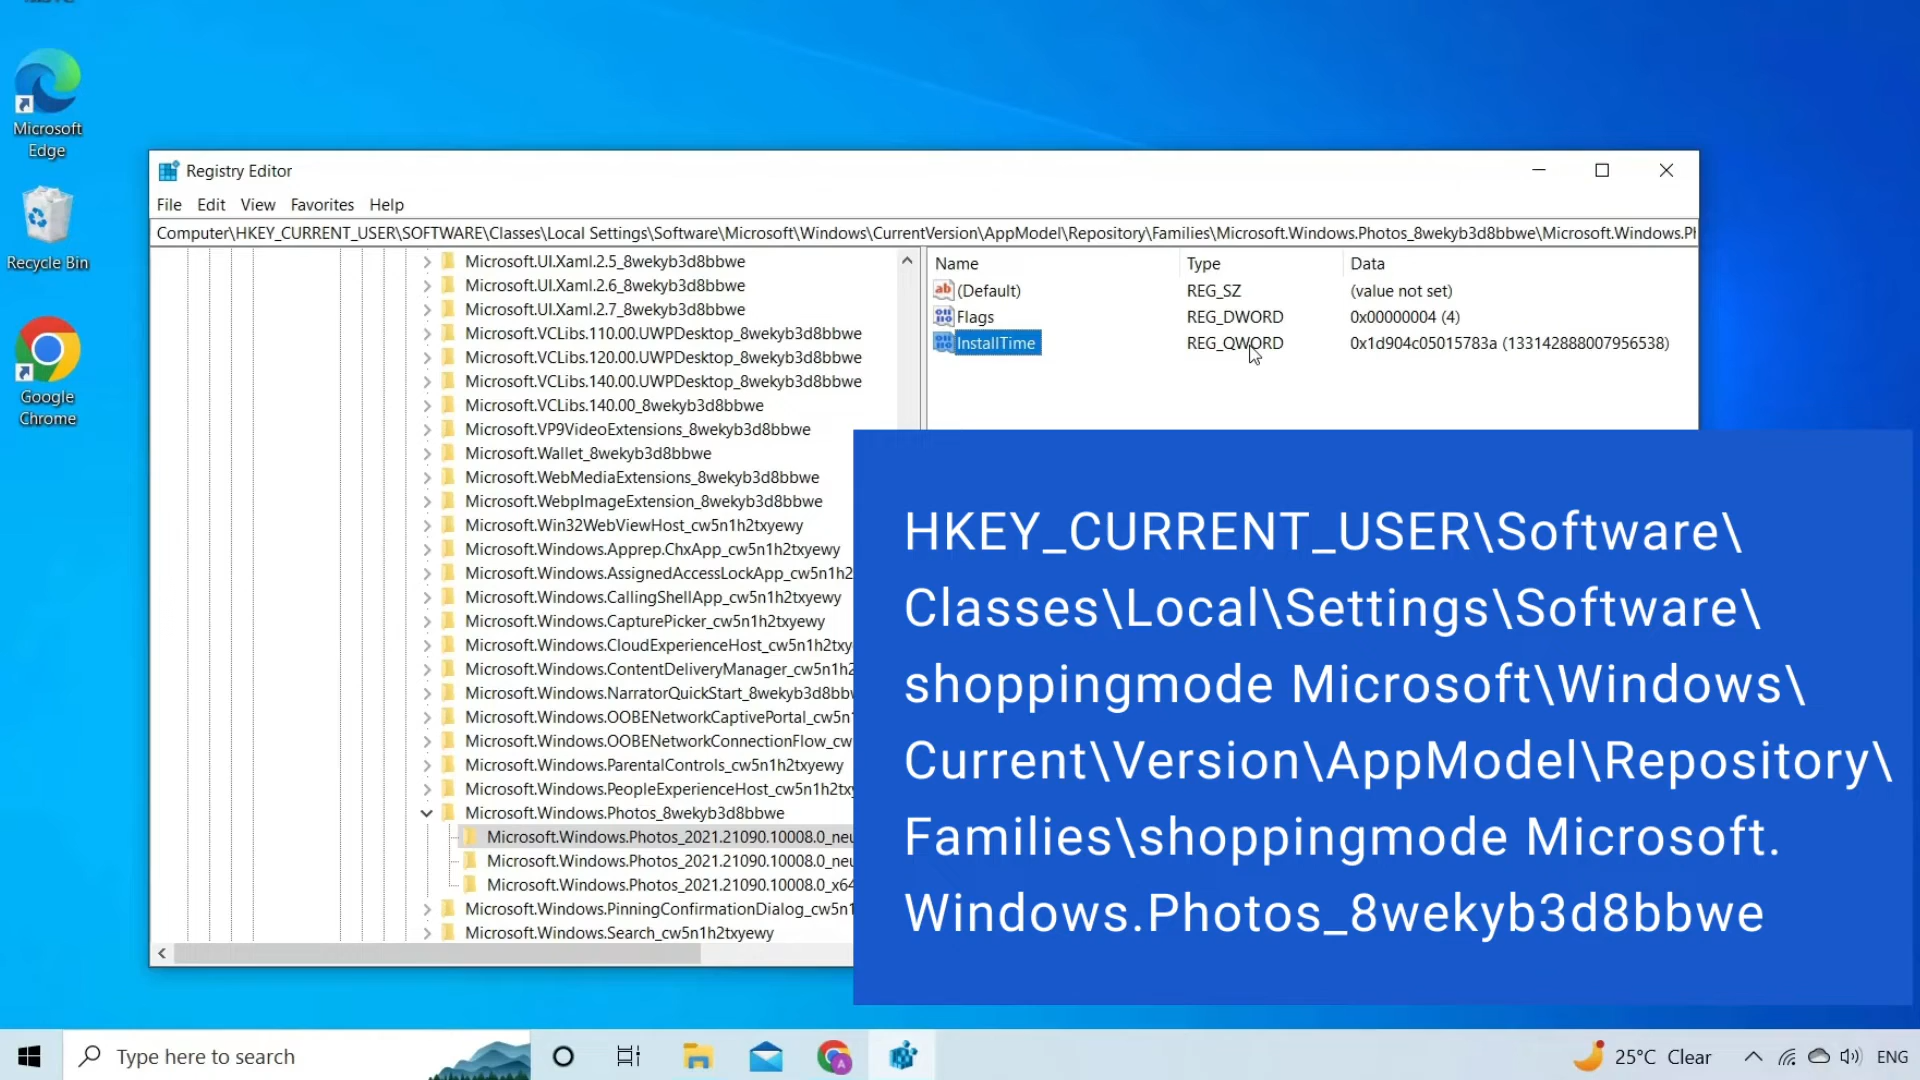 Microsoft
Edge
Recycle Bin
Google
Chrome
Registry Editor
File Edit View Favorites Help
Computer\HKEY_CURRENT_USER\SOFTWARE\Classes\Local Settings\Software\Microsoft\Windows\CurrentVersion\AppModel\Repository\Families\Microsoft.Windows.Photos_8wekyb3d8bbwe\Microsoft.Windows.Pl
Microsoft.UI.Xaml.2.5_8wekyb3d8bbwe
Microsoft.UI.Xaml.2.6_8wekyb3d8bbwe
Microsoft.UI.Xaml.2.7_8wekyb3d8bbwe
Microsoft.VCLibs.110.00.UWPDesktop_8wekyb3d8bbwe
Microsoft.VCLibs.120.00.UWPDesktop_8wekyb3d8bbwe
Microsoft.VCLibs.140.00.UWPDesktop_8wekyb3d8bbwe
Microsoft.VCLibs.140.00_8wekyb3d8bbwe
Microsoft.VP9VideoExtensions_8wekyb3d8bbwe
Microsoft.Wallet_8wekyb3d8bbwe
Microsoft.WebMediaExtensions_8wekyb3d8bbwe
Microsoft.WebpImageExtension_8wekyb3d8bbwe
Microsoft.Win32WebViewHost_cw5n1h2txyewy
Microsoft.Windows.Apprep.ChxApp_cw5n1h2txyewy
Microsoft.Windows.AssignedAccessLockApp_cw5n1h2
Microsoft.Windows.CallingShellApp_cw5n1h2txyewy
Microsoft.Windows.CapturePicker_cw5n1h2txyewy
Microsoft.Windows.CloudExperienceHost_cw5n1h2txy
Microsoft.Windows.ContentDeliveryManager_cw5n1h2
Microsoft.Windows.NarratorQuickStart_8wekyb3d8bbw
Microsoft.Windows.OOBENetworkCaptivePortal_cw5n1
Microsoft.Windows.OOBENetworkConnectionFlow_cw
Microsoft.Windows.ParentalControls_cw5n1h2txyewy
Microsoft.Windows.PeopleExperienceHost_cw5n1h2txy
Microsoft.Windows.Photos_8wekyb3d8bbwe
Microsoft.Windows.Photos_2021.21090.10008.0_neu
Microsoft.Windows.Photos_2021.21090.10008.0_neu
Microsoft.Windows.Photos_2021.21090.10008.0_x64
Microsoft.Windows.PinningConfirmationDialog_cw5n1
Microsoft.Windows.Search_cw5n1h2txyewy
Name Type Data
(Default) REG_SZ (value not set)
Flags REG_DWORD 0x00000004 (4)
InstallTime REG_QWORD 0x1d904c05015783a (133142888007956538)
HKEY_CURRENT_USER\Software\
Classes\Local\Settings\Software\
shoppingmode Microsoft\Windows\
Current\Version\AppModel\Repository\
Families\shoppingmode Microsoft.
Windows.Photos_8wekyb3d8bbwe
Type here to search
25°C Clear
ENG